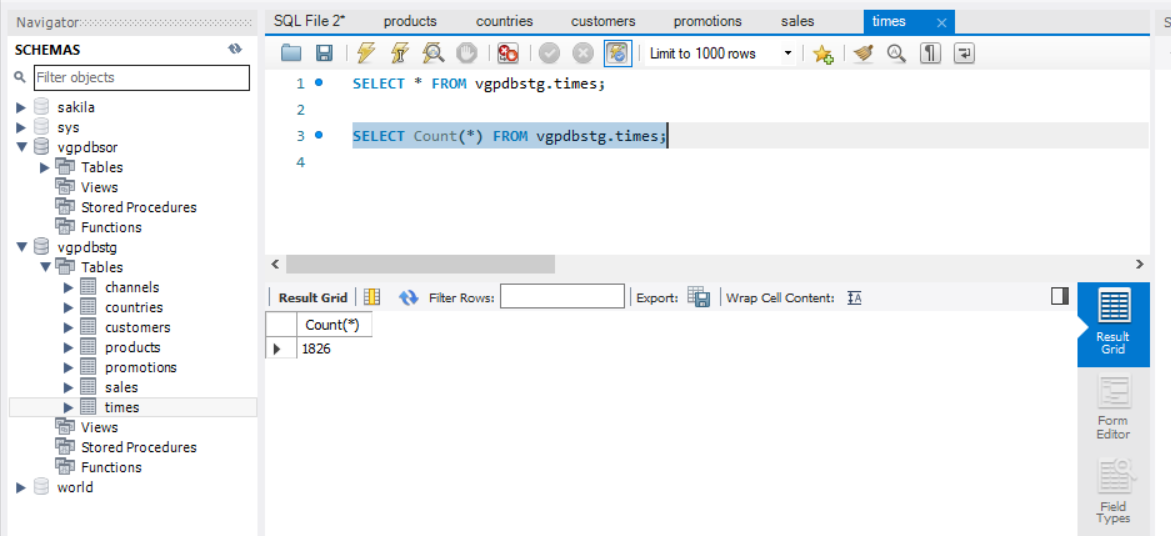 Navigator
SCHEMAS
Filter objects
sakila
sys
vgpdbsor
Tables
Views
Stored Procedures
Functions
vgpdbstg
Tables
channels
countries
customers
products
promotions
sales
times
Views
Stored Procedures
Functions
world
SQL File 2* products countries customers promotions sales times ×
Limit to 1000 rows
1 SELECT * FROM vgpdbstg.times;
2
3 SELECT Count(*) FROM vgpdbstg.times;
4
Result Grid Filter Rows: Export: Wrap Cell Content: IA
Count(*)
1826
Result
Grid
Form
Editor
Field
Types
S